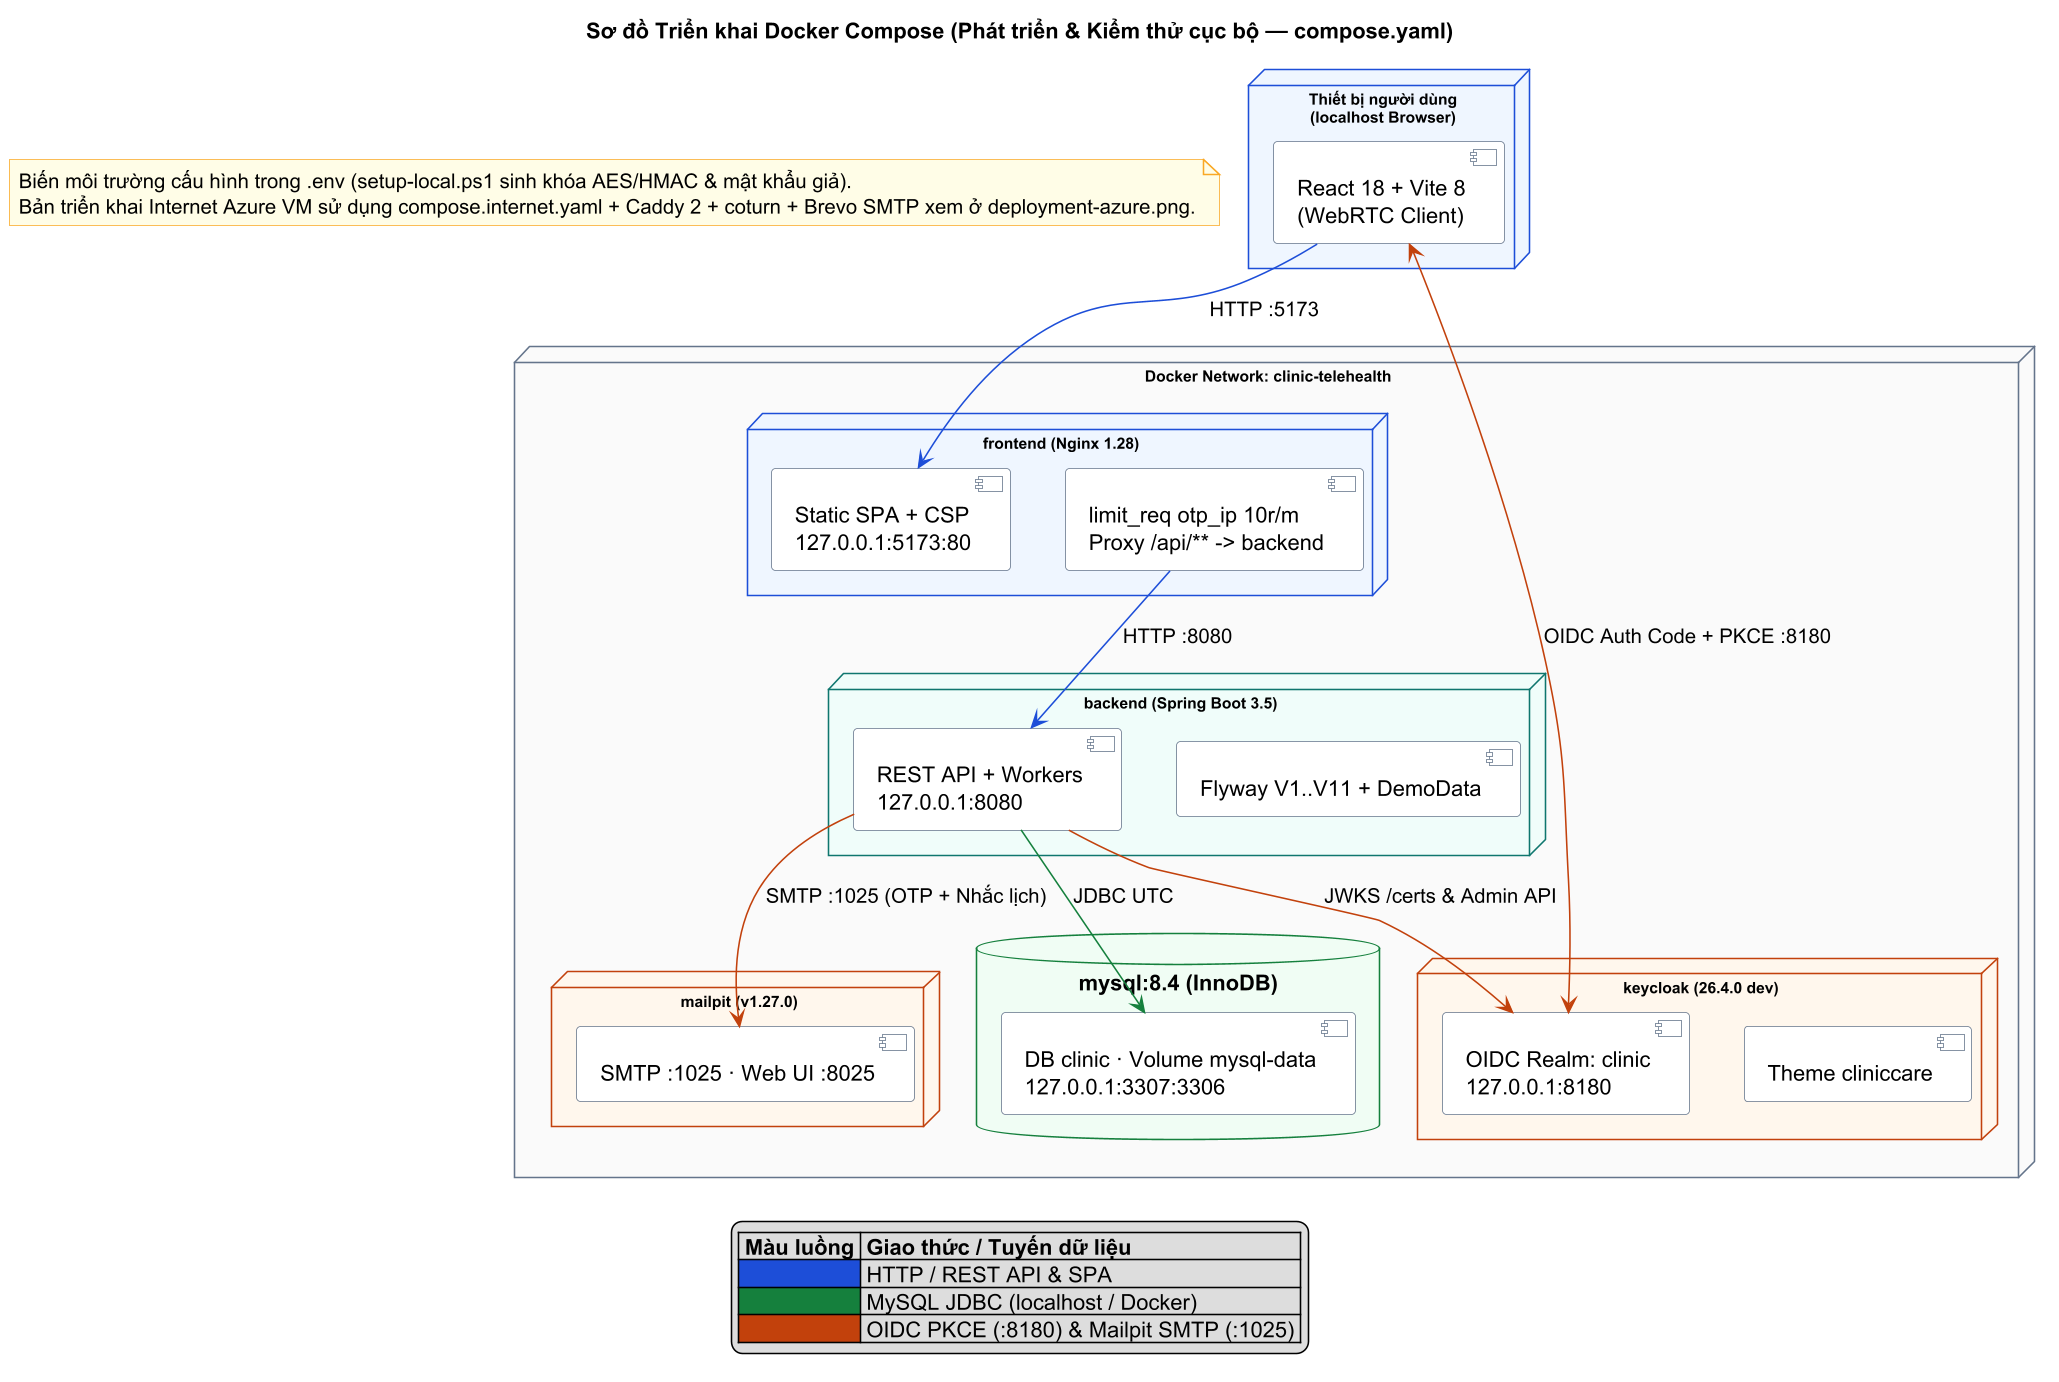 Sơ đồ Triển khai Docker Compose (Phát triển & Kiểm thử cục bộ — compose.yaml)
Thiết bị người dùng
(localhost Browser)
React 18 + Vite 8
(WebRTC Client)
Biến môi trường cấu hình trong .env (setup-local.ps1 sinh khóa AES/HMAC & mật khẩu giả).
Bản triển khai Internet Azure VM sử dụng compose.internet.yaml + Caddy 2 + coturn + Brevo SMTP xem ở deployment-azure.png.
HTTP :5173
Docker Network: clinic-telehealth
frontend (Nginx 1.28)
Static SPA + CSP
127.0.0.1:5173:80
limit_req otp_ip 10r/m
Proxy /api/** -> backend
HTTP :8080
OIDC Auth Code + PKCE :8180
backend (Spring Boot 3.5)
REST API + Workers
127.0.0.1:8080
Flyway V1..V11 + DemoData
SMTP :1025 (OTP + Nhắc lịch)
JDBC UTC
JWKS /certs & Admin API
mailpit (v1.27.0)
SMTP :1025 · Web UI :8025
mysql:8.4 (InnoDB)
DB clinic · Volume mysql-data
127.0.0.1:3307:3306
keycloak (26.4.0 dev)
OIDC Realm: clinic
127.0.0.1:8180
Theme cliniccare
Màu luồng Giao thức / Tuyến dữ liệu
HTTP / REST API & SPA
MySQL JDBC (localhost / Docker)
OIDC PKCE (:8180) & Mailpit SMTP (:1025)